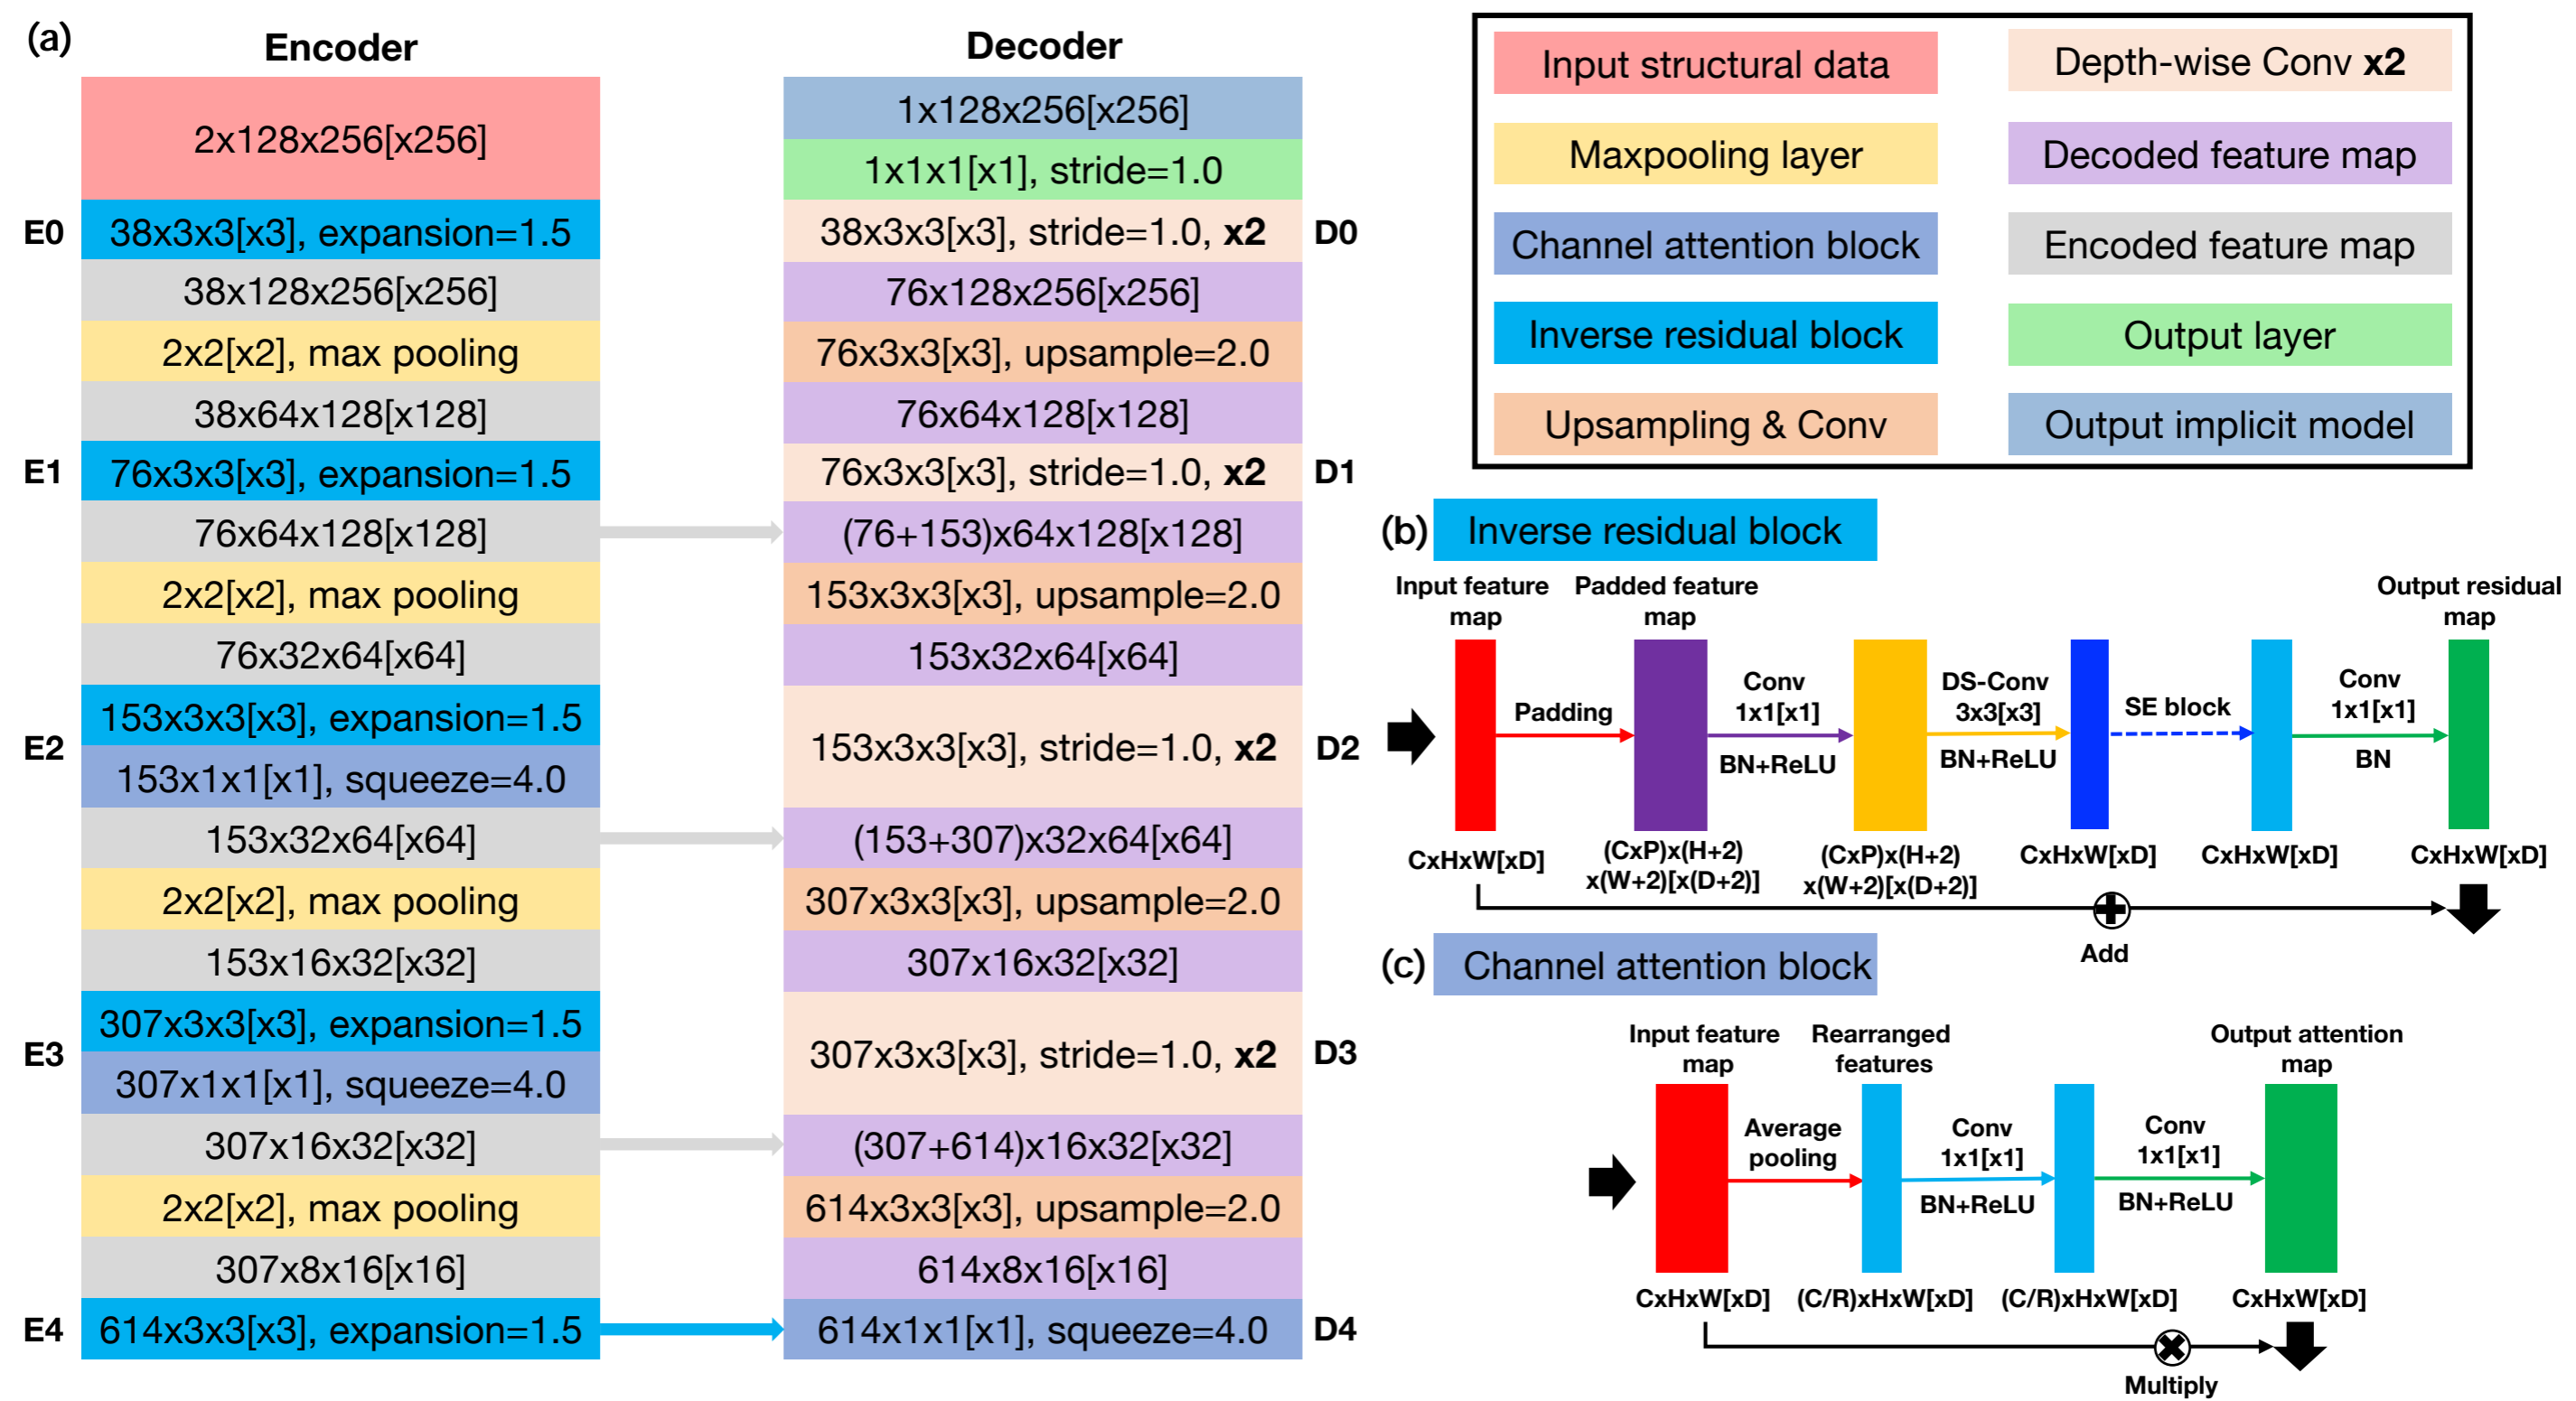 (a)
Encoder
2x128x256[x256]
E0
38x3x3[x3], expansion=1.5
38x128x256[x256]
2x2[x2], max pooling
38x64x128[x128]
E1
76x3x3[x3], expansion=1.5
76x64x128[x128]
2x2[x2], max pooling
76x32x64[x64]
153x3x3[x3], expansion=1.5
E2
153x1x1[x1], squeeze=4.0
153x32x64[x64]
2x2[x2], max pooling
153x16x32[x32]
307x3x3[x3], expansion=1.5
E3
307x1x1[x1], squeeze=4.0
307x16x32[x32]
2x2[x2], max pooling
307x8x16[x16]
E4
614x3x3[x3], expansion=1.5
Decoder
1x128x256[x256]
1x1x1[x1], stride=1.0
38x3x3[x3], stride=1.0, x2
D0
76x128x256[x256]
76x3x3[x3], upsample=2.0
76x64x128[x128]
76x3x3[x3], stride=1.0, x2
D1
(76+153)x64x128[x128]
153x3x3[x3], upsample=2.0
153x32x64[x64]
153x3x3[x3], stride=1.0, x2
D2
(153+307)x32x64[x64]
307x3x3[x3], upsample=2.0
307x16x32[x32]
307x3x3[x3], stride=1.0, x2
D3
(307+614)x16x32[x32]
614x3x3[x3], upsample=2.0
614x8x16[x16]
614x1x1[x1], squeeze=4.0
D4
Input structural data
Depth-wise Conv x2
Maxpooling layer
Decoded feature map
Channel attention block
Encoded feature map
Inverse residual block
Output layer
Upsampling & Conv
Output implicit model
(b)
Inverse residual block
Input feature
map
Padded feature
map
Output residual
map
Padding
Conv
1x1[x1]
BN+ReLU
DS-Conv
3x3[x3]
BN+ReLU
SE block
Conv
1x1[x1]
BN
CxHxW[xD]
(CxP)x(H+2)
x(W+2)[x(D+2)]
(CxP)x(H+2)
x(W+2)[x(D+2)]
CxHxW[xD]
CxHxW[xD]
CxHxW[xD]
Add
(c)
Channel attention block
Input feature
map
Rearranged
features
Output attention
map
Average
pooling
Conv
1x1[x1]
BN+ReLU
Conv
1x1[x1]
BN+ReLU
CxHxW[xD]
(C/R)xHxW[xD]
(C/R)xHxW[xD]
CxHxW[xD]
Multiply